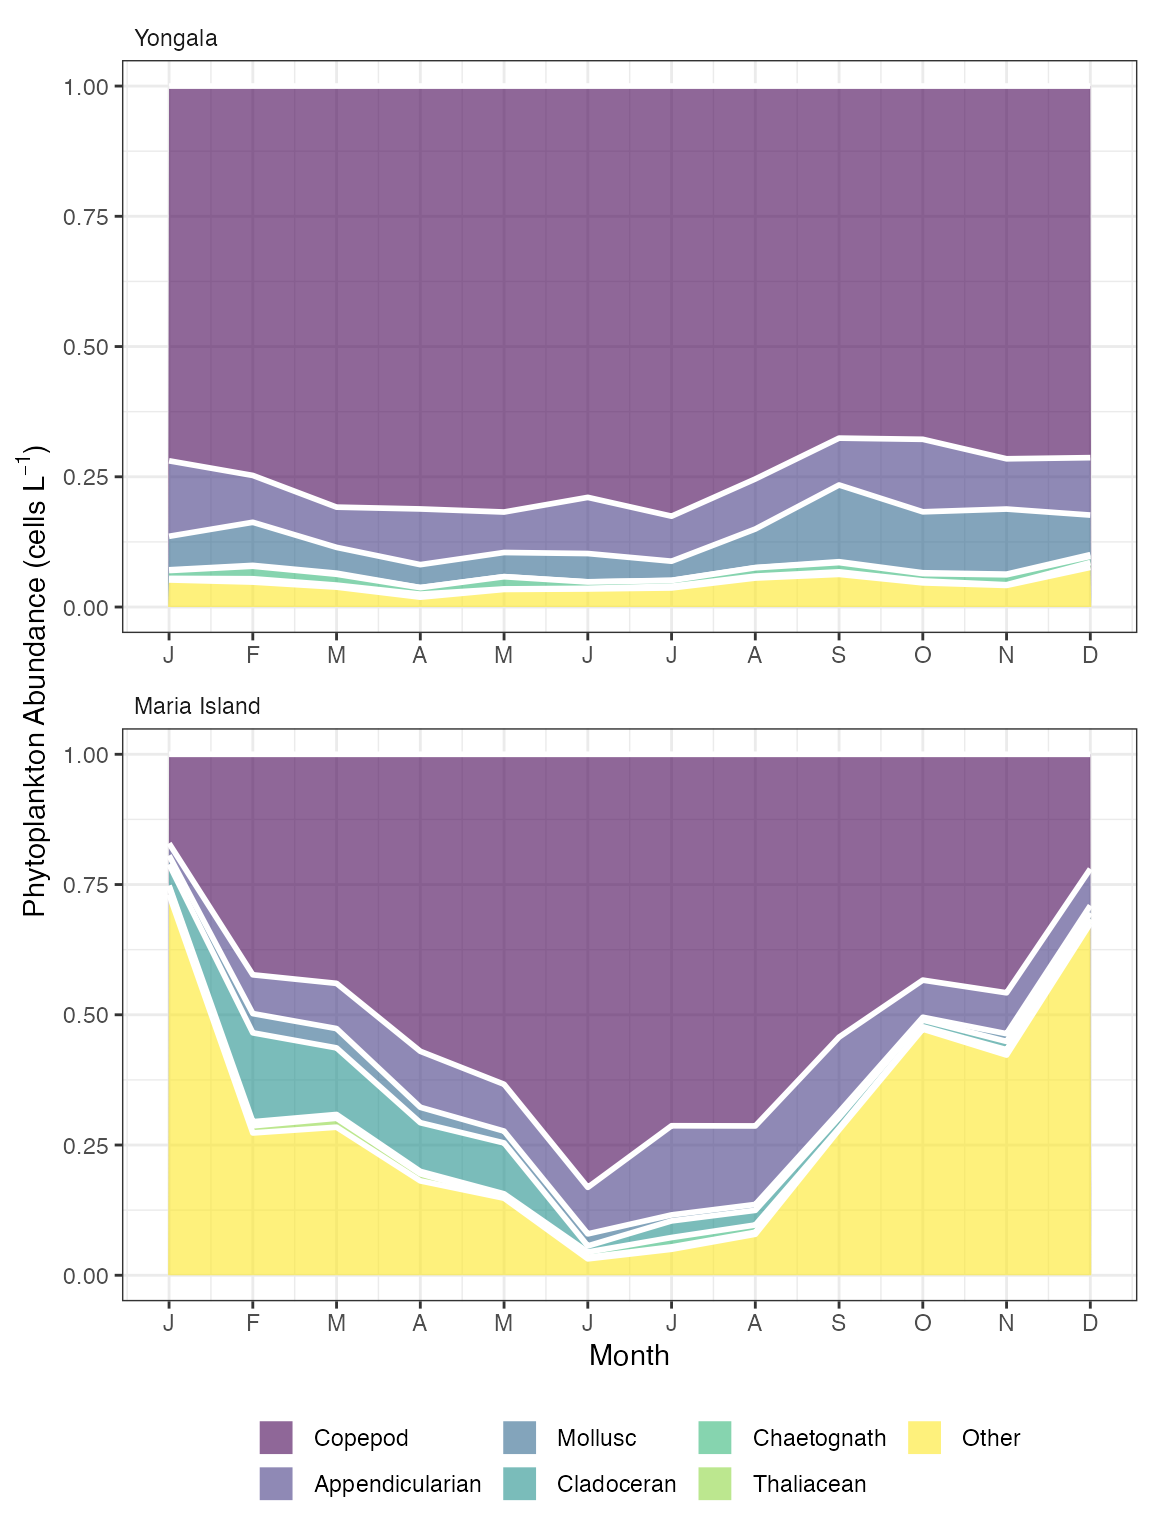 Yongala
1.00
0.75
0.50
0.25
0.00
J F M A M J J A S O N D
Phytoplankton Abundance (cells L⁻¹)
Maria Island
1.00
0.75
0.50
0.25
0.00
J F M A M J J A S O N D
Month
Copepod Mollusc Chaetognath Other
Appendicularian Cladoceran Thaliacean